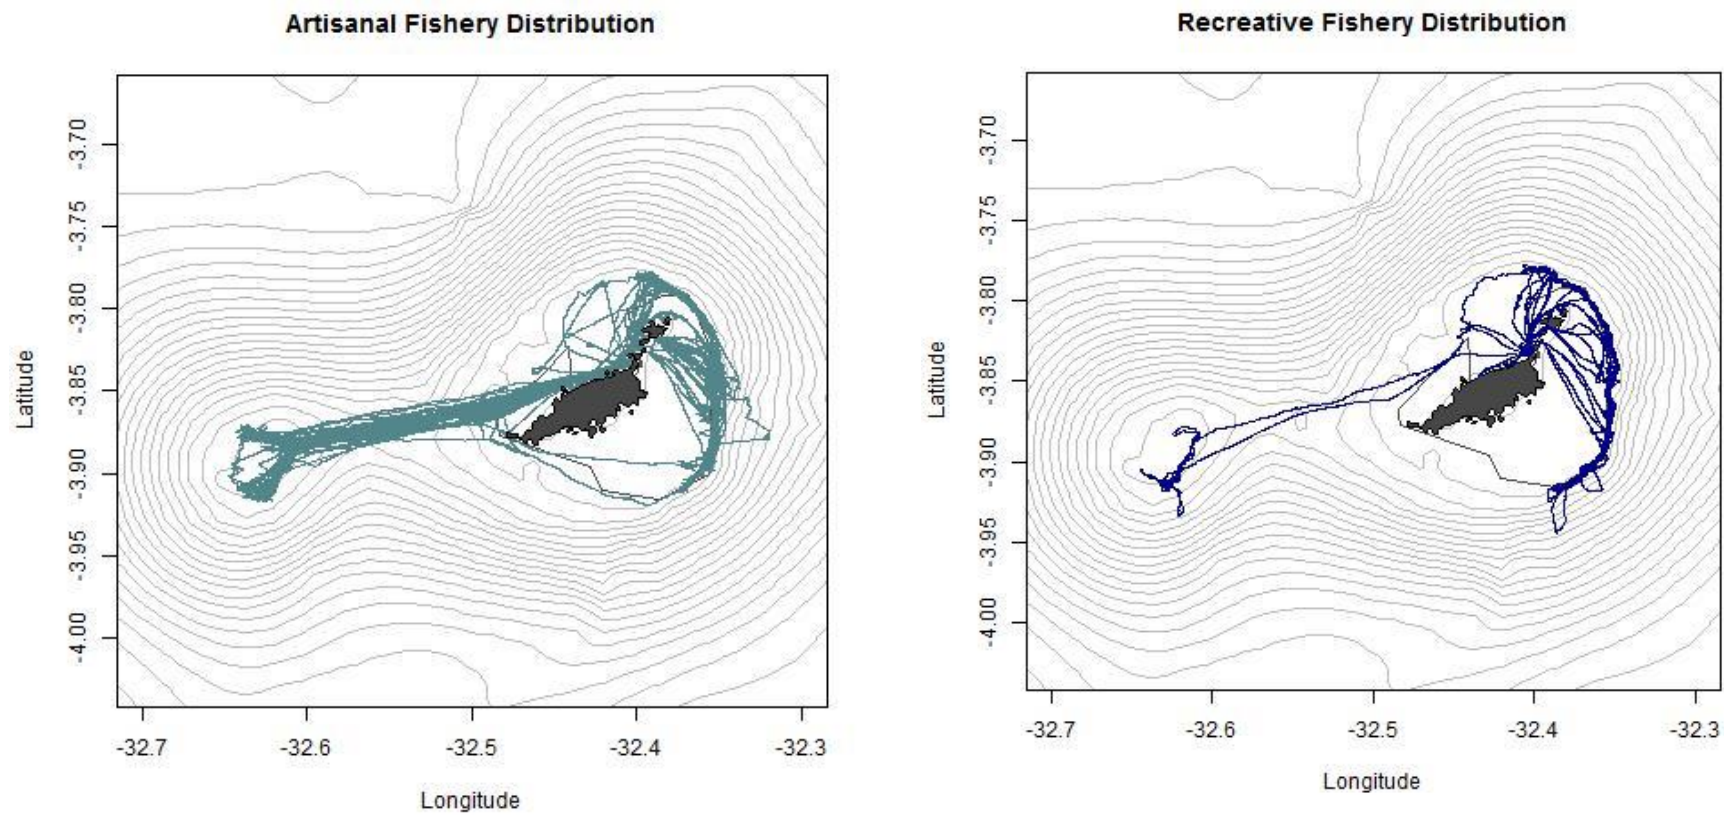 Artisanal Fishery Distribution
-3.70
-3.75
-3.80
-3.85
-3.90
-3.95
-4.00
Latitude
-32.7 -32.6 -32.5 -32.4 -32.3
Longitude
Recreative Fishery Distribution
-3.70
-3.75
-3.80
-3.85
-3.90
-3.95
-4.00
Latitude
-32.7 -32.6 -32.5 -32.4 -32.3
Longitude